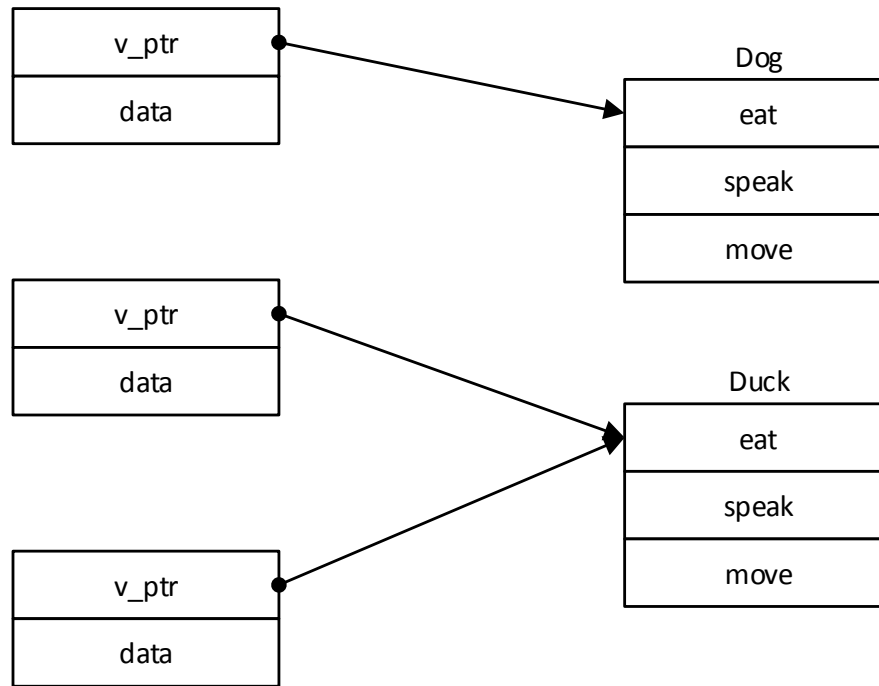 v_ptr
data
Dog
eat
speak
move
v_ptr
data
Duck
eat
speak
move
v_ptr
data